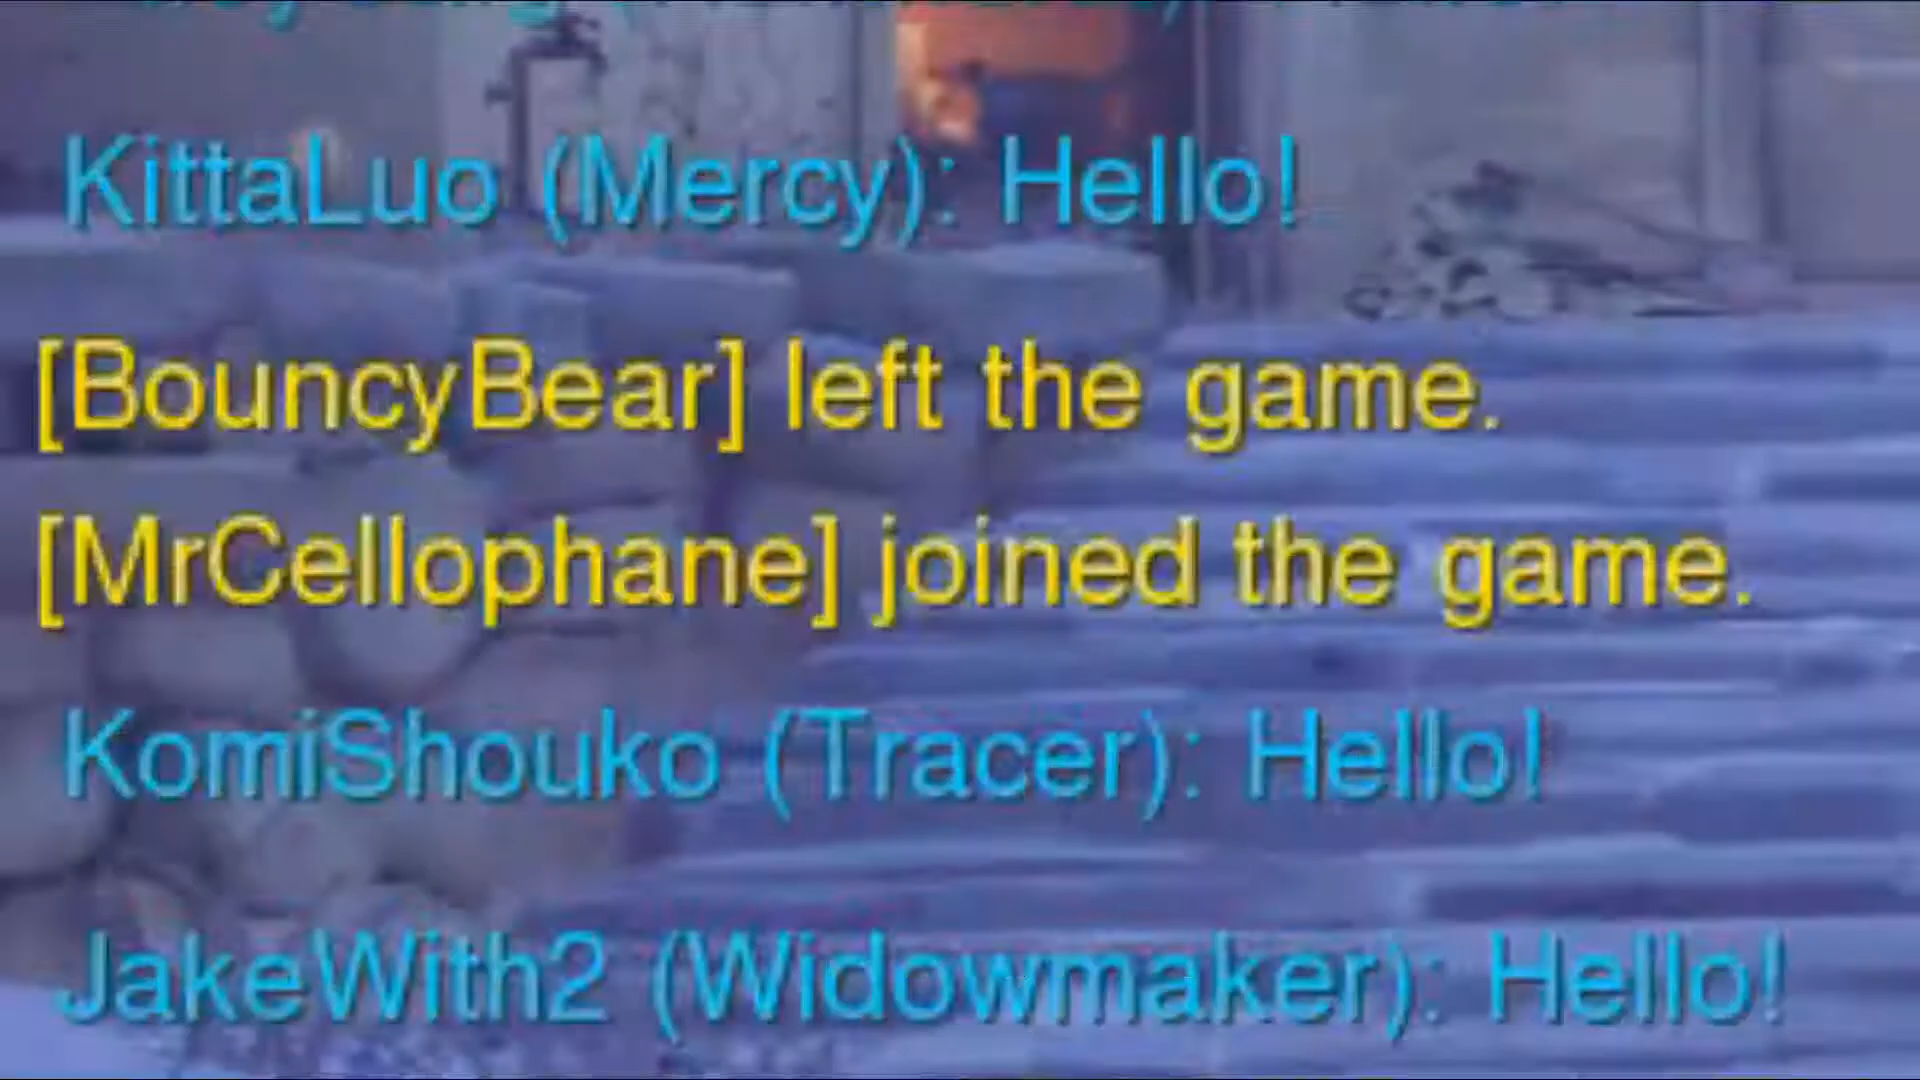 KittaLuo (Mercy): Hello!
[BouncyBear] left the game.
[MrCellophane] joined the game.
KomiShouko (Tracer): Hello!
JakeWith2 (Widowmaker): Hello!